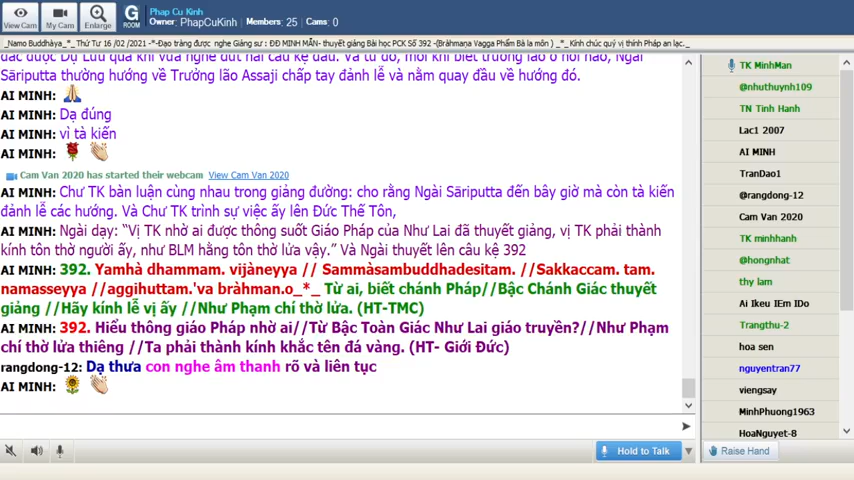 View Cam
My Cam
Enlarge
G
ROOM
Phap Cu Kinh
Owner: PhapCuKinh | Members: 25 | Cams: 0
_Namo Buddhàya_*_ Thứ Tư 16 /02 /2021 -*-Đạo tràng được nghe Giảng sư : ĐĐ MINH MẪN- thuyết giảng Bài học PCK Số 392 -(Bràhmaṇa Vagga Phẩm Bà la môn ) _*_ Kính chúc quý vị thính Pháp an lạc._
đắc được Dự Lưu quả khi vừa nghe dứt hai câu kệ đầu. Và từ đó, mỗi khi biết trưởng lão ở nơi nào, Ngài
Sāriputta thường hướng về Trưởng lão Assaji chấp tay đảnh lễ và nằm quay đầu về hướng đó.
AI MINH:
AI MINH: Dạ đúng
AI MINH: vì tà kiến
AI MINH:
Cam Van 2020 has started their webcam View Cam Van 2020
AI MINH: Chư TK bàn luận cùng nhau trong giảng đường: cho rằng Ngài Sāriputta đến bây giờ mà còn tà kiến
đảnh lễ các hướng. Và Chư TK trình sự việc ấy lên Đức Thế Tôn,
AI MINH: Ngài dạy: “Vị TK nhờ ai được thông suốt Giáo Pháp của Như Lai đã thuyết giảng, vị TK phải thành
kính tôn thờ người ấy, như BLM hằng tôn thờ lửa vậy.” Và Ngài thuyết lên câu kệ 392
AI MINH: 392. Yamhà dhammam. vijàneyya // Sammàsambuddhadesitam. //Sakkaccam. tam.
namasseyya //aggihuttam.'va bràhman.o_*_ Từ ai, biết chánh Pháp//Bậc Chánh Giác thuyết
giảng //Hãy kính lễ vị ấy //Như Phạm chí thờ lửa. (HT-TMC)
AI MINH: 392. Hiểu thông giáo Pháp nhờ ai//Từ Bậc Toàn Giác Như Lai giáo truyền?//Như Phạm
chí thờ lửa thiêng //Ta phải thành kính khắc tên đá vàng. (HT- Giới Đức)
rangdong-12: Dạ thưa con nghe âm thanh rõ và liên tục
AI MINH:
Hold to Talk
TK MinhMan
@nhuthuynh109
TN Tinh Hanh
Lac1 2007
AI MINH
TranDao1
@rangdong-12
Cam Van 2020
TK minhhanh
@hongnhat
thy lam
Ai Ikeu IEm IDo
Trangthu-2
hoa sen
nguyentran77
viengsay
MinhPhuong1963
HoaNguyet-8
Raise Hand